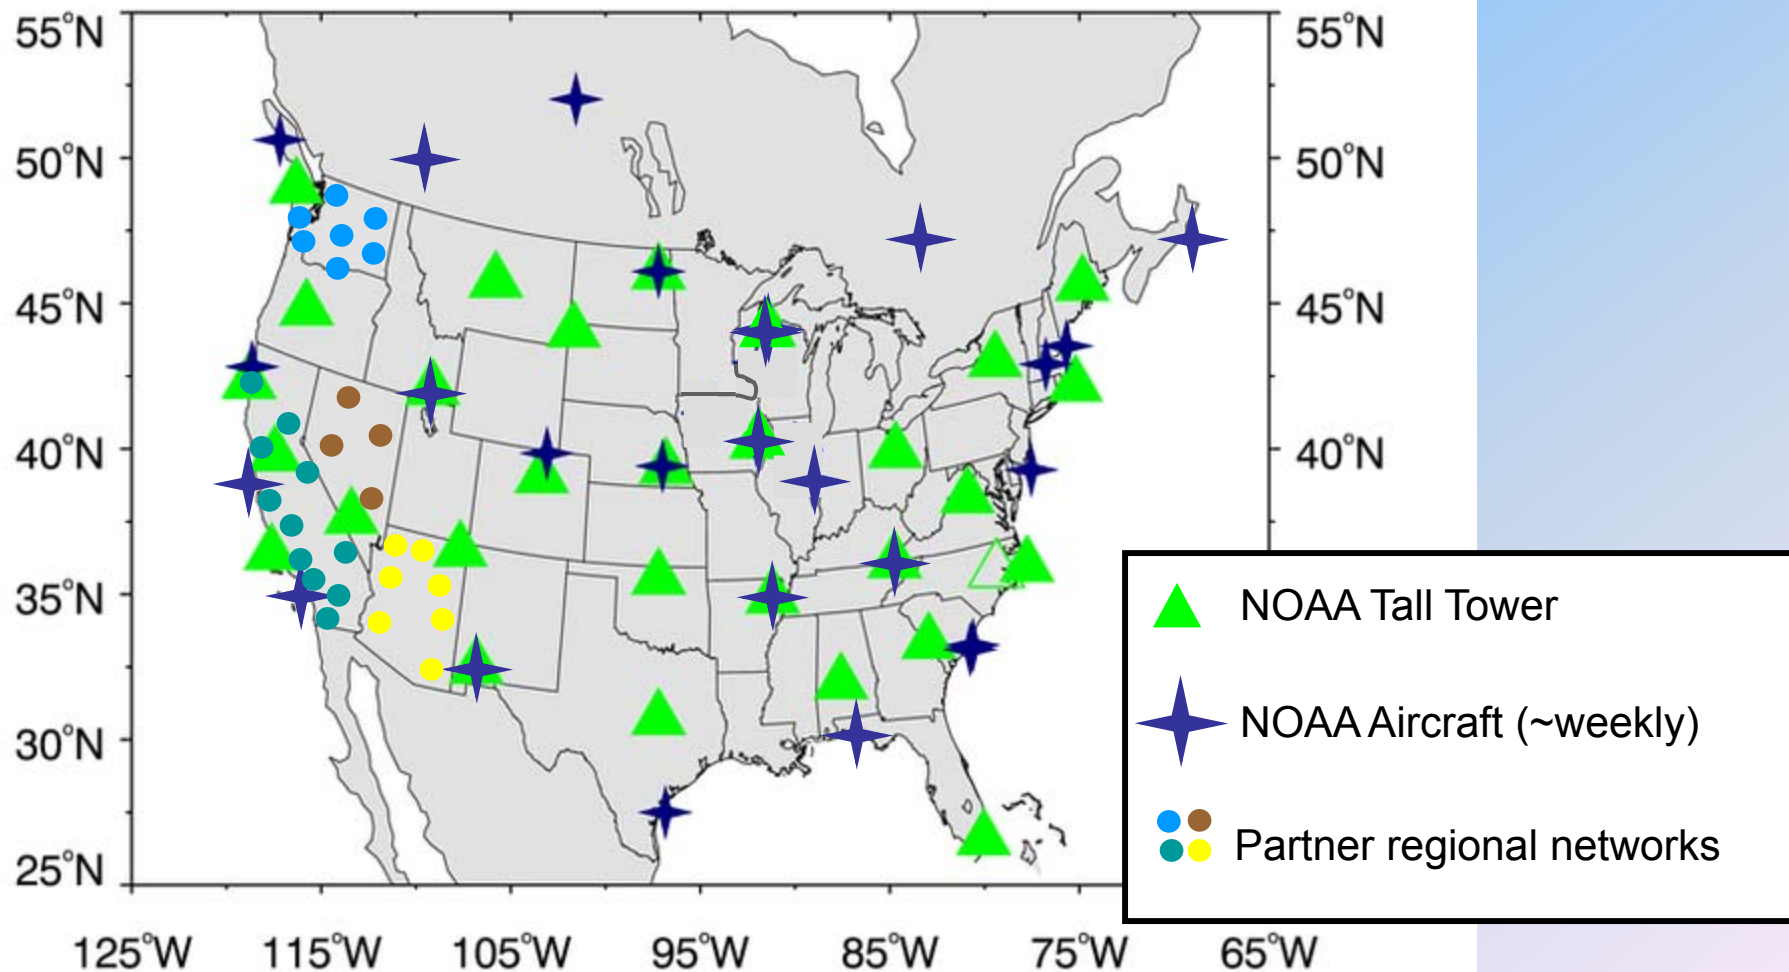 55°N
55°N
50°N
50°N
45°N
45°N
40°N
40°N
35°N
30°N
25°N
NOAA Tall Tower
NOAA Aircraft (~weekly)
Partner regional networks
125°W 115°W 105°W 95°W 85°W 75°W 65°W